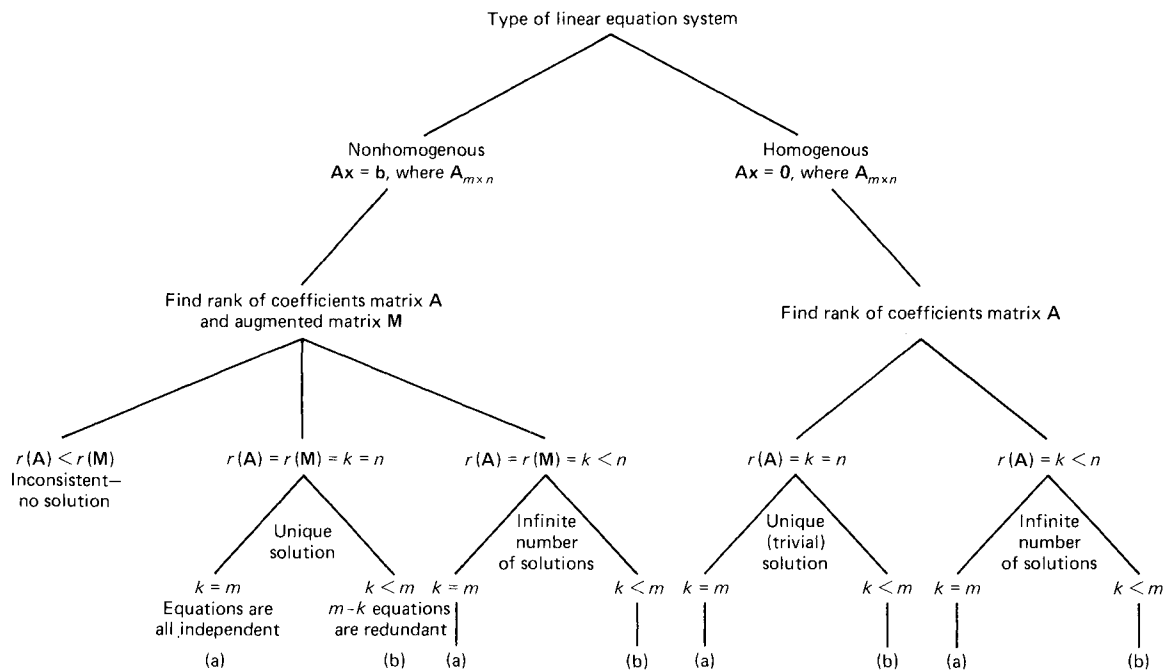 Type of linear equation system
Nonhomogenous
Ax = b, where Aₘₓₙ
Homogenous
Ax = 0, where Aₘₓₙ
Find rank of coefficients matrix A
and augmented matrix M
Find rank of coefficients matrix A
r(A) < r(M)
Inconsistent—
no solution
r(A) = r(M) = k = n
r(A) = r(M) = k < n
r(A) = k = n
r(A) = k < n
Unique
solution
Infinite
number
of solutions
Unique
(trivial)
solution
Infinite
number
of solutions
k = m
Equations are
all independent
k < m
m-k equations
are redundant
k = m
k < m
k = m
k < m
k = m
k < m
(a)
(b)
(a)
(b)
(a)
(b)
(a)
(b)